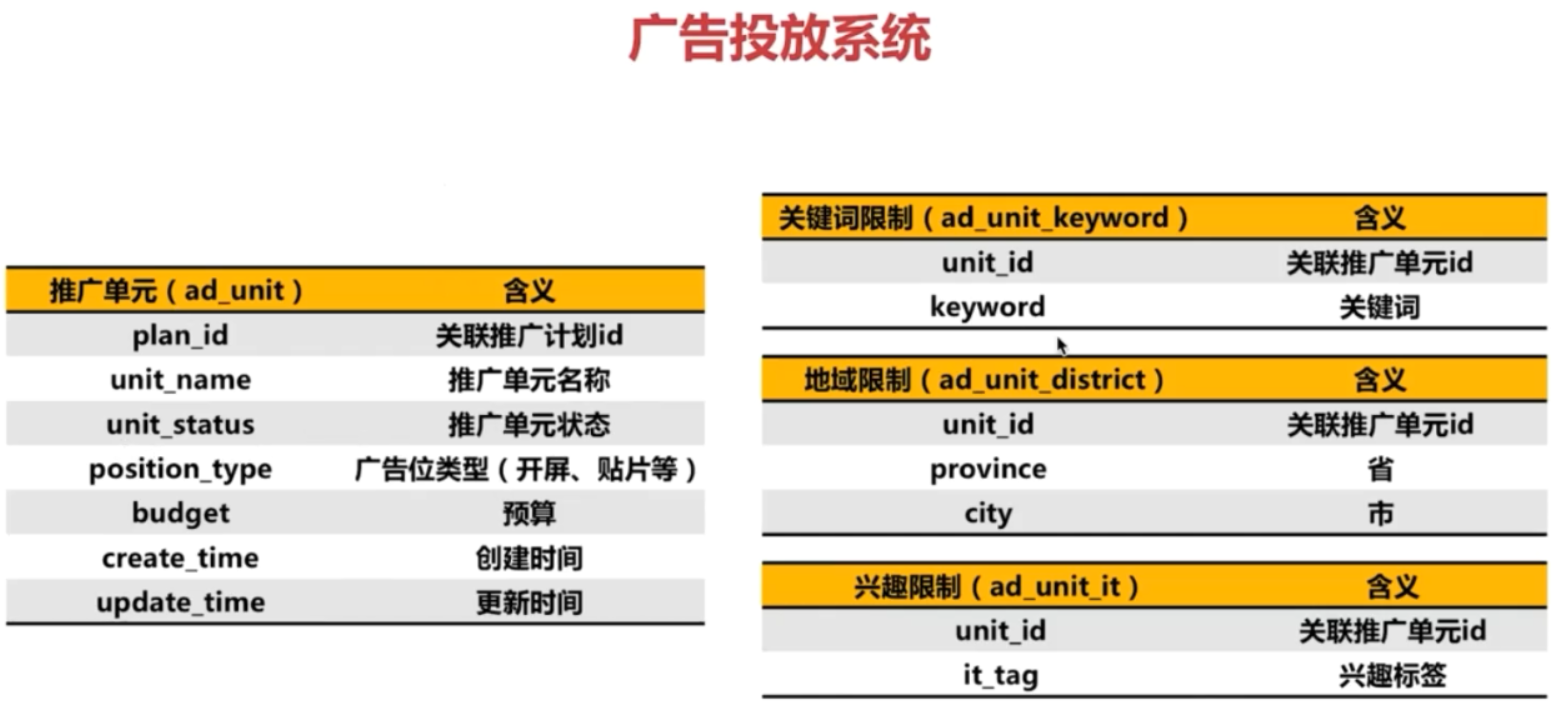 广告投放系统
推广单元（ad_unit） 含义
plan_id 关联推广计划id
unit_name 推广单元名称
unit_status 推广单元状态
position_type 广告位类型（开屏、贴片等）
budget 预算
create_time 创建时间
update_time 更新时间
关键词限制（ad_unit_keyword） 含义
unit_id 关联推广单元id
keyword 关键词
地域限制（ad_unit_district） 含义
unit_id 关联推广单元id
province 省
city 市
兴趣限制（ad_unit_it） 含义
unit_id 关联推广单元id
it_tag 兴趣标签